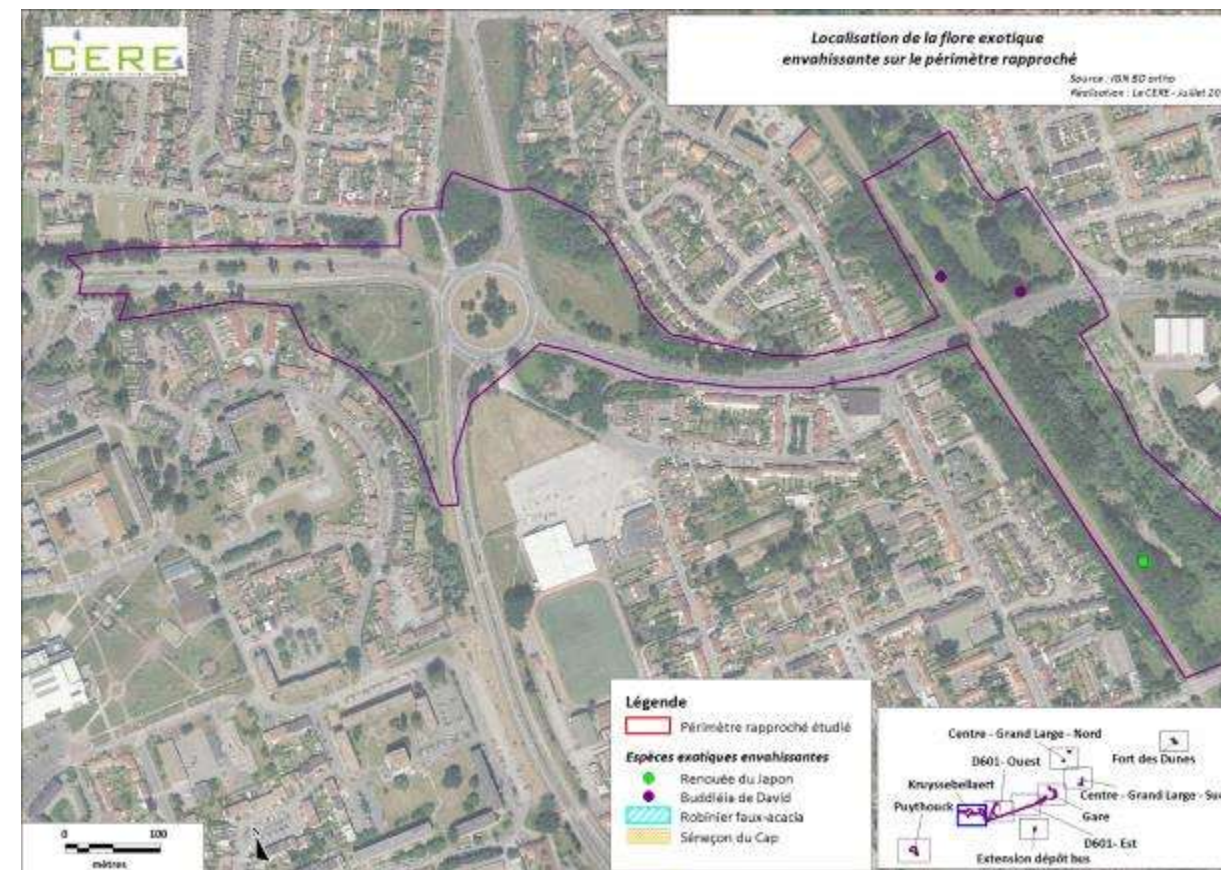 CERE
Localisation de la flore exotique
envahissante sur le périmètre rapproché
Source : IGN BD ortho
Réalisation : Le CERE - Juillet 20
Légende
Périmètre rapproché étudié
Espèces exotiques envahissantes
Renouée du Japon
Buddléia de David
Robinier faux-acacia
Séneçon du Cap
0 100
mètres
N
Centre - Grand Large - Nord
Fort des Dunes
D601- Ouest
Kruyssebellaert
Centre - Grand Large - Sud
Puythouck
Gare
D601- Est
Extension dépôt bus